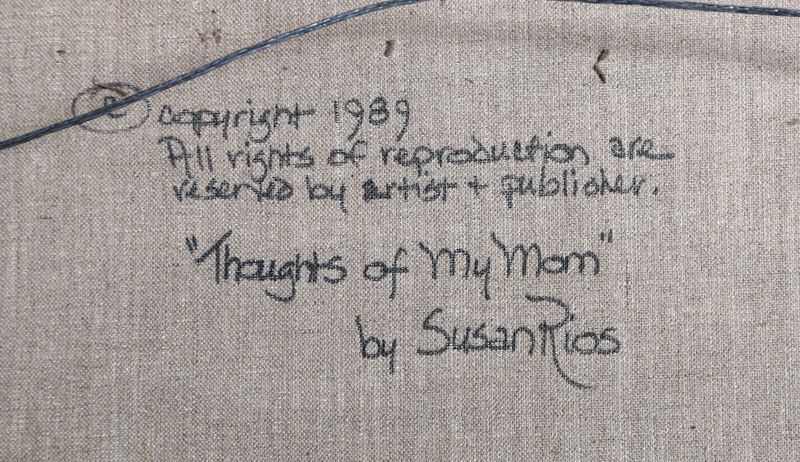 © copyright 1989
All rights of reproduction are
reserved by artist + publisher.
"Thoughts of My Mom"
by Susan Rios